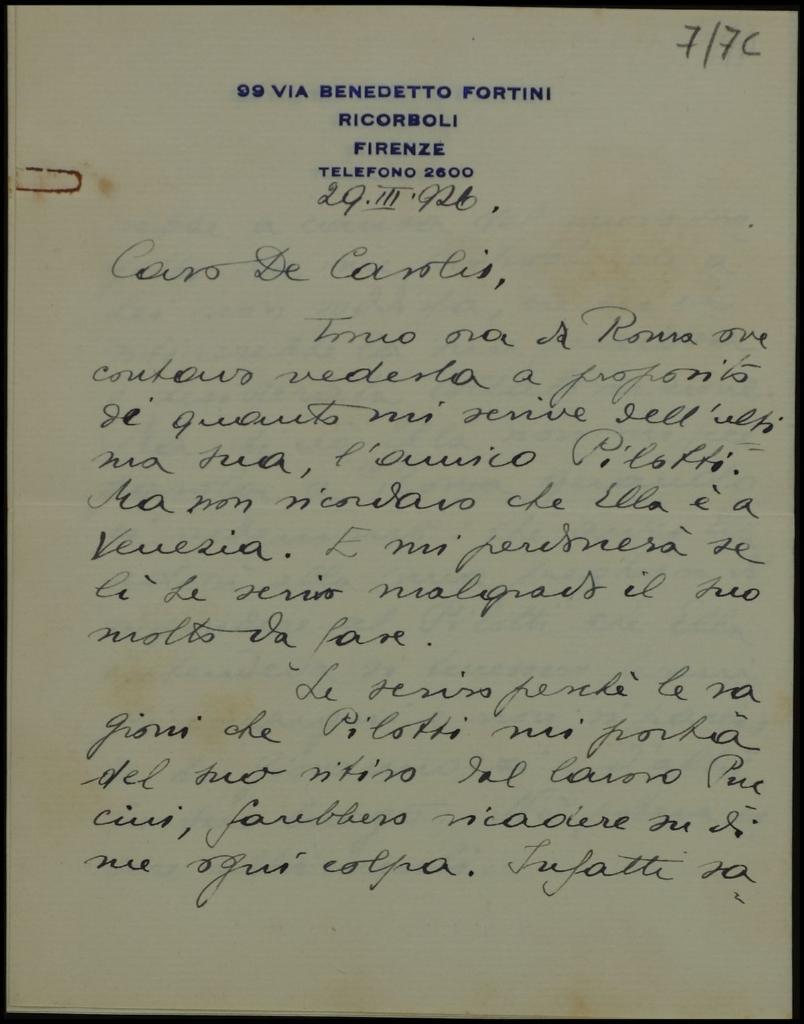 7/7C
99 VIA BENEDETTO FORTINI
RICORBOLI
FIRENZE
TELEFONO 2600
29.III.926.
Caro De Carolis,
Torno ora da Roma ove
contavo vederla a proposito
di quanto mi scrive dell'ulti
ma sua, l'amico Pilotti.
Ma non ricordavo che Ella è a
Venezia. E mi perdonerà se
lì Le scrivo malgrado il suo
molto da fare.
Le scrivo perchè le ra
gioni che Pilotti mi porta
del suo ritiro dal lavoro Puc
cini, farebbero ricadere su di
me ogni colpa. Infatti sa=